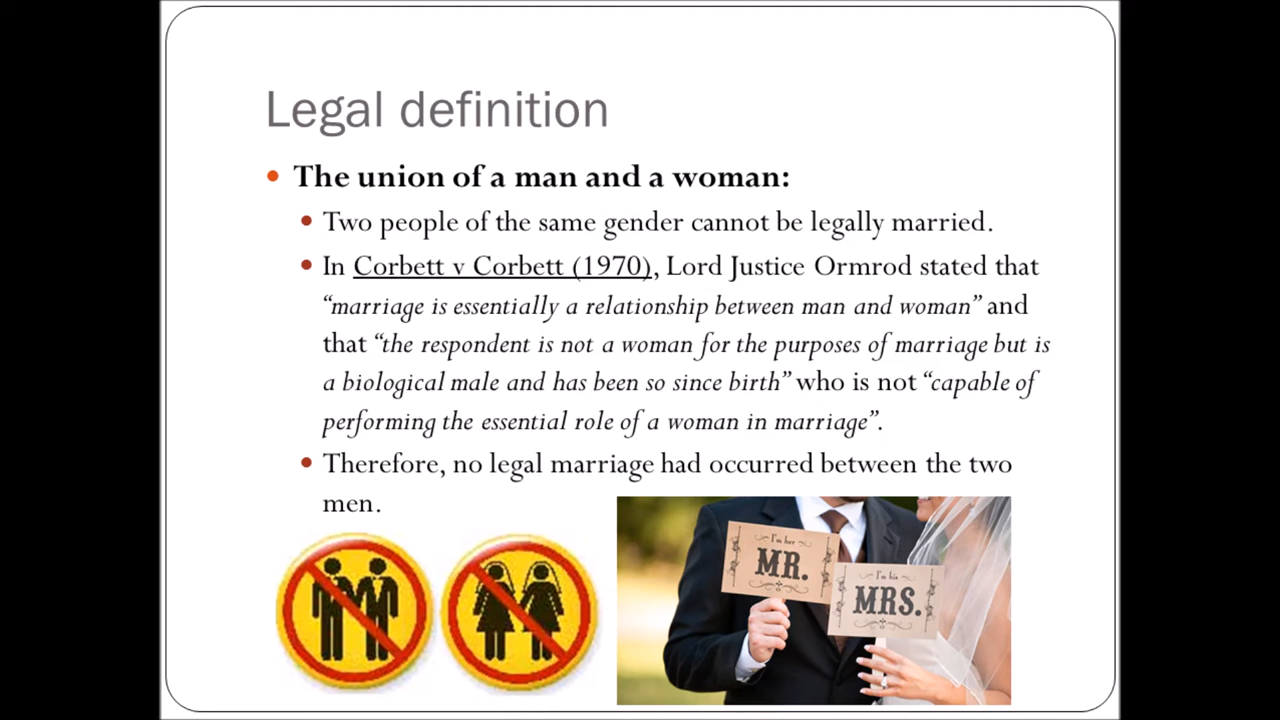 Legal definition
The union of a man and a woman:
Two people of the same gender cannot be legally married.
In Corbett v Corbett (1970), Lord Justice Ormrod stated that
“marriage is essentially a relationship between man and woman” and
that “the respondent is not a woman for the purposes of marriage but is
a biological male and has been so since birth” who is not “capable of
performing the essential role of a woman in marriage”.
Therefore, no legal marriage had occurred between the two
men.
I'm her
MR.
I'm his
MRS.